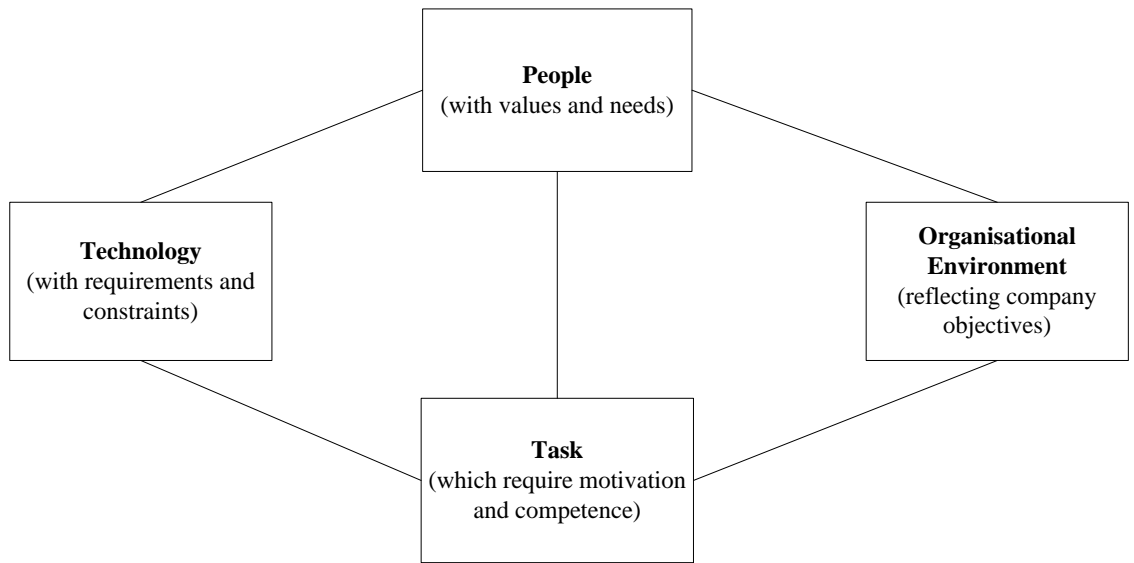 People
(with values and needs)
Technology
(with requirements and
constraints)
Organisational
Environment
(reflecting company
objectives)
Task
(which require motivation
and competence)